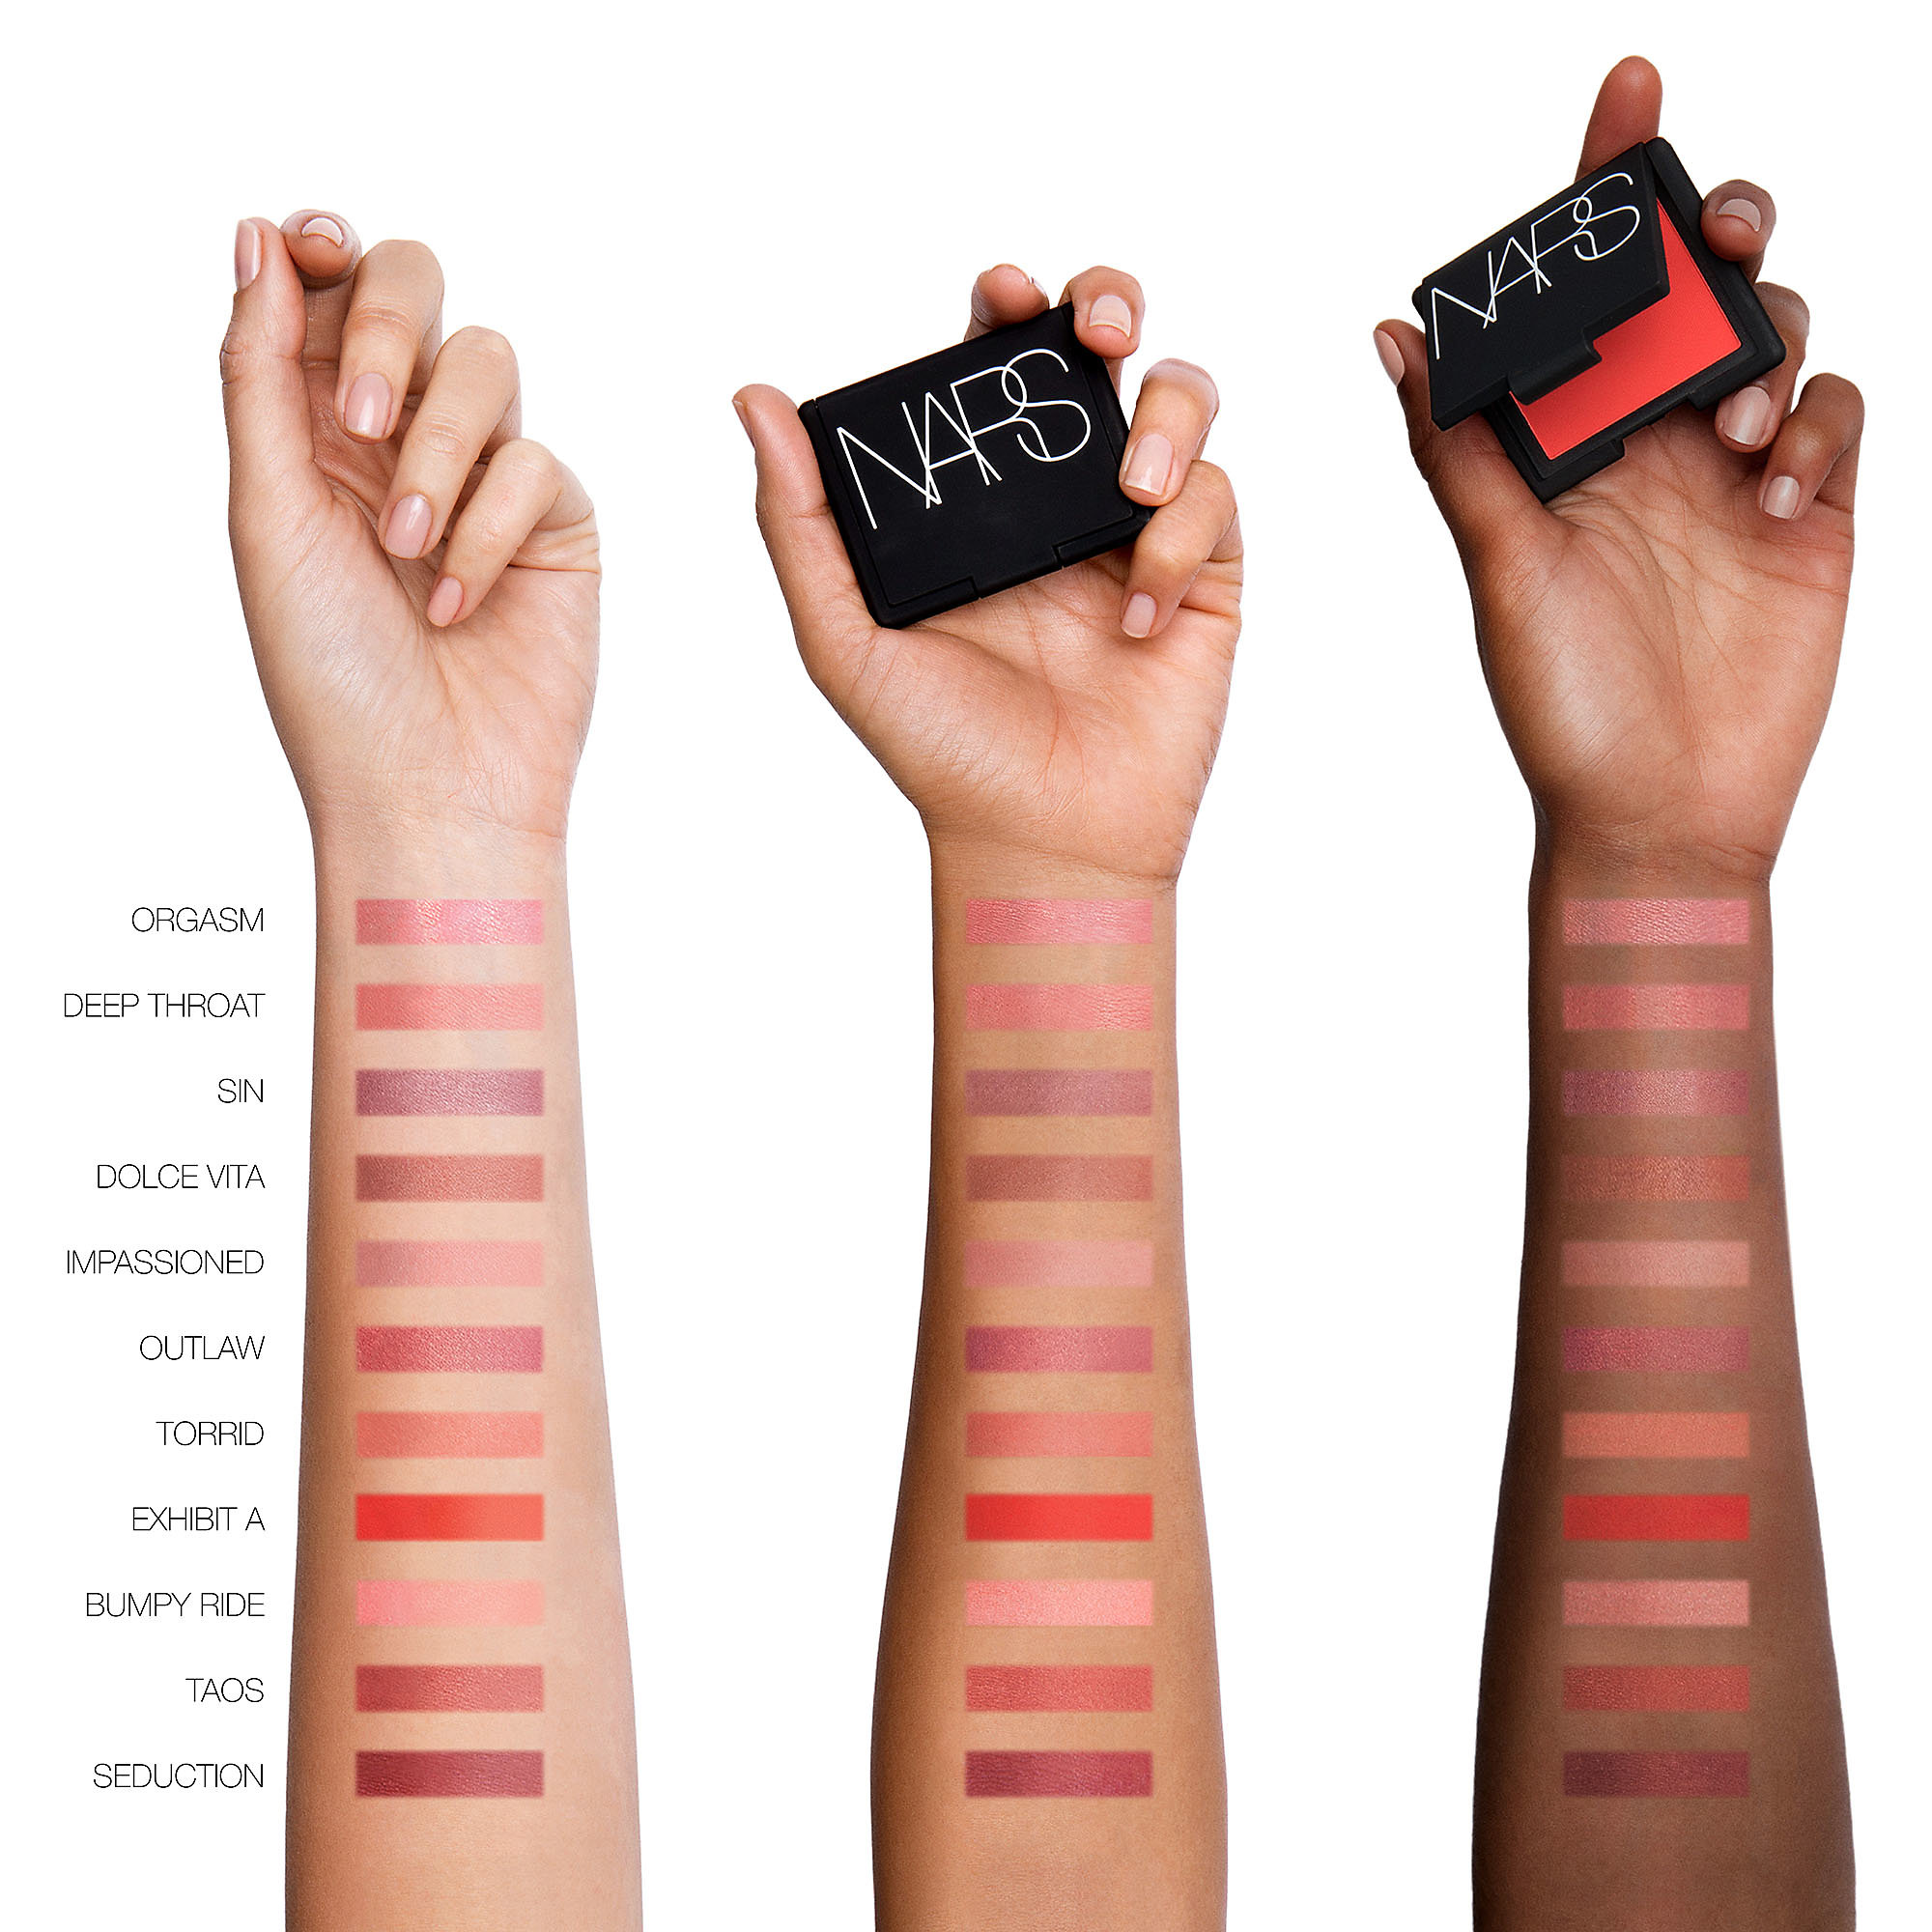 NARS
NARS
ORGASM
DEEP THROAT
SIN
DOLCE VITA
IMPASSIONED
OUTLAW
TORRID
EXHIBIT A
BUMPY RIDE
TAOS
SEDUCTION